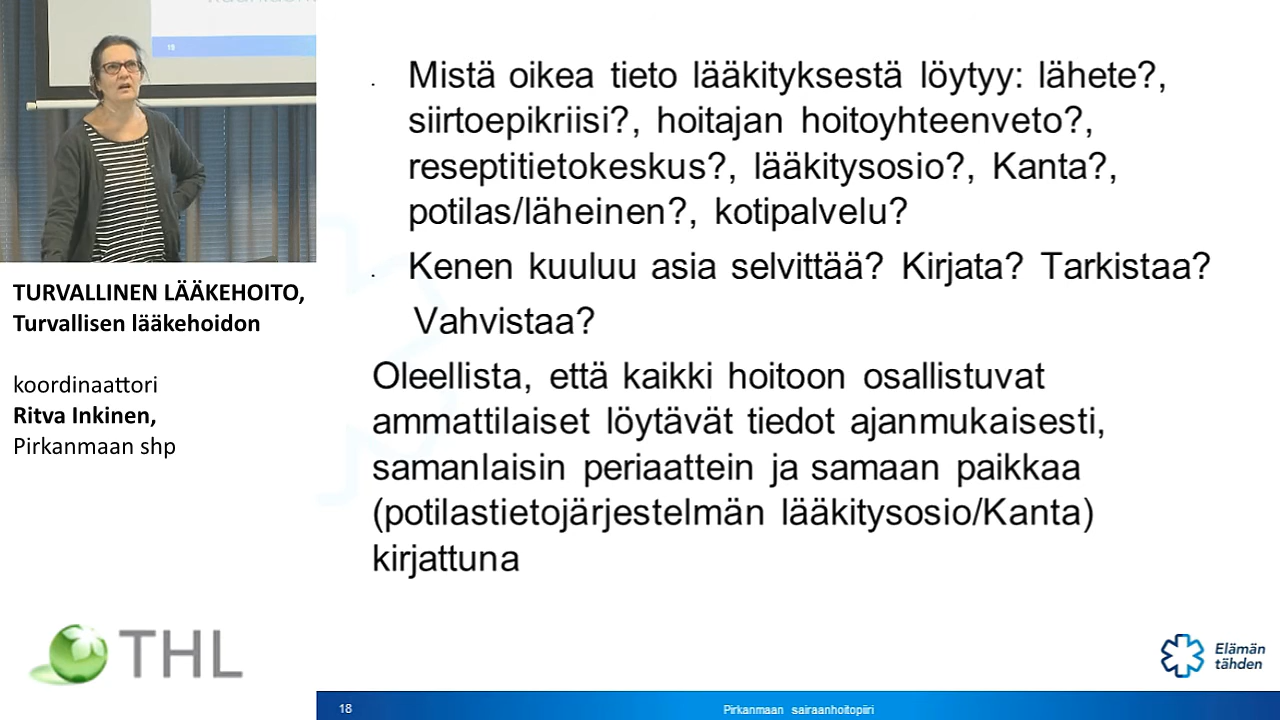 18
TURVALLINEN LÄÄKEHOITO,
Turvallisen lääkehoidon
koordinaattori
Ritva Inkinen,
Pirkanmaan shp
THL
. Mistä oikea tieto lääkityksestä löytyy: lähete?,
siirtoepikriisi?, hoitajan hoitoyhteenveto?,
reseptitietokeskus?, lääkitysosio?, Kanta?,
potilas/läheinen?, kotipalvelu?
. Kenen kuuluu asia selvittää? Kirjata? Tarkistaa?
Vahvistaa?
Oleellista, että kaikki hoitoon osallistuvat
ammattilaiset löytävät tiedot ajanmukaisesti,
samanlaisin periaattein ja samaan paikkaa
(potilastietojärjestelmän lääkitysosio/Kanta)
kirjattuna
Elämän
tähden
18
Pirkanmaan sairaanhoitopiiri